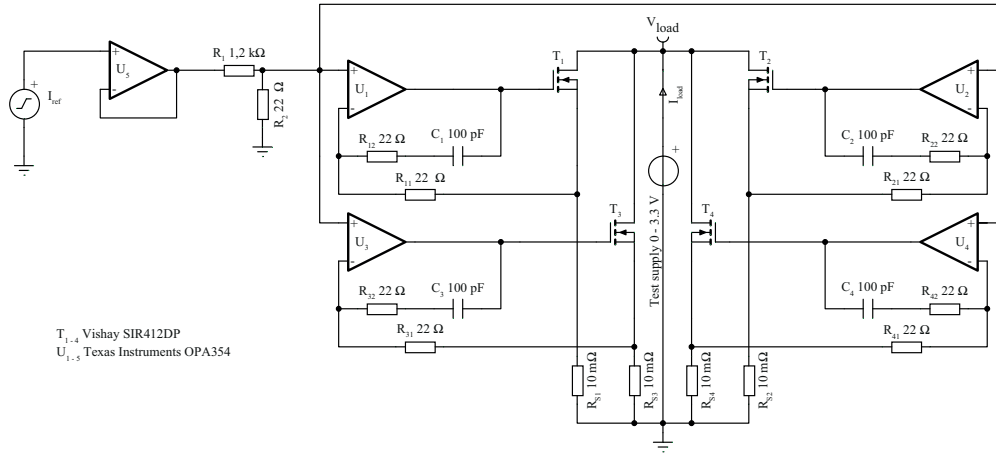 V_load
R_1 1,2 kΩ
T_1
T_2
+
-
U_5
+
-
U_1
+
-
U_2
+
I_ref
R_2 22 Ω
I_load
C_1 100 pF
R_12 22 Ω
C_2 100 pF
R_22 22 Ω
R_11 22 Ω
R_21 22 Ω
+
Test supply 0 - 3.3 V
T_3
T_4
+
-
U_3
+
-
U_4
C_3 100 pF
R_32 22 Ω
C_4 100 pF
R_42 22 Ω
R_31 22 Ω
R_41 22 Ω
T_1-4 Vishay SIR412DP
U_1-5 Texas Instruments OPA354
R_S1 10 mΩ
R_S3 10 mΩ
R_S4 10 mΩ
R_S2 10 mΩ